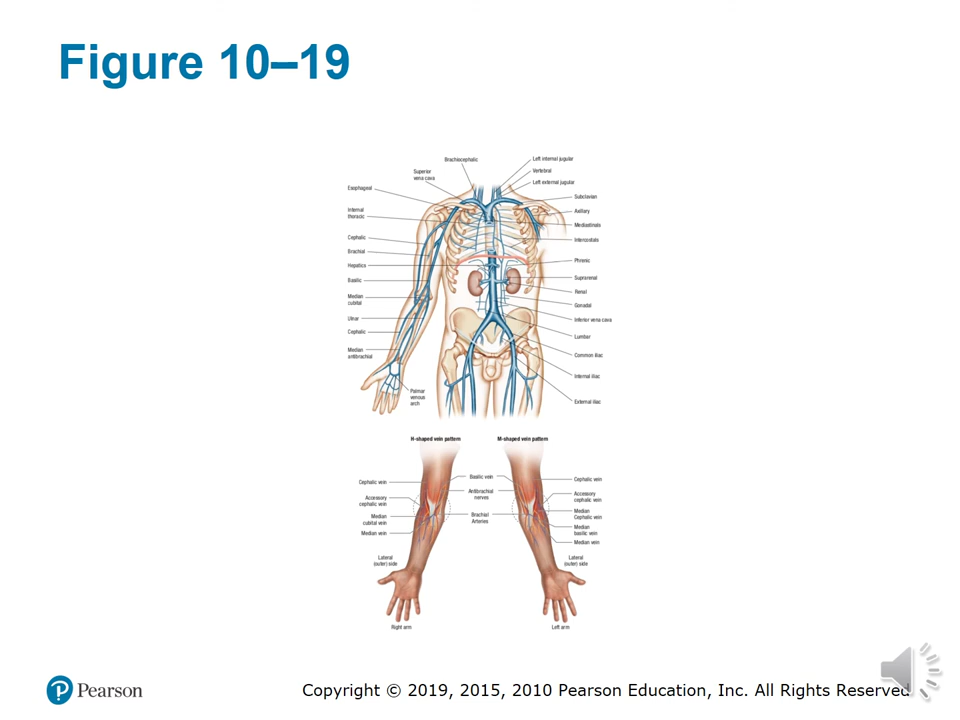 Figure 10–19
Brachiocephalic
Superior
vena cava
Esophageal
Internal
thoracic
Cephalic
Brachial
Hepatics
Basilic
Median
cubital
Ulnar
Cephalic
Median
antibrachial
Palmar
venous
arch
Left internal jugular
Vertebral
Left external jugular
Subclavian
Axillary
Mediastinals
Intercostals
Phrenic
Suprarenal
Renal
Gonadal
Inferior vena cava
Lumbar
Common iliac
Internal iliac
External iliac
H-shaped vein pattern
M-shaped vein pattern
Cephalic vein
Accessory
cephalic vein
Median
cubital vein
Median vein
Lateral
(outer) side
Right arm
Basilic vein
Antibrachial
nerves
Brachial
Arteries
Cephalic vein
Accessory
cephalic vein
Median
Cephalic vein
Median
basilic vein
Median vein
Lateral
(outer) side
Left arm
Pearson
Copyright © 2019, 2015, 2010 Pearson Education, Inc. All Rights Reserved